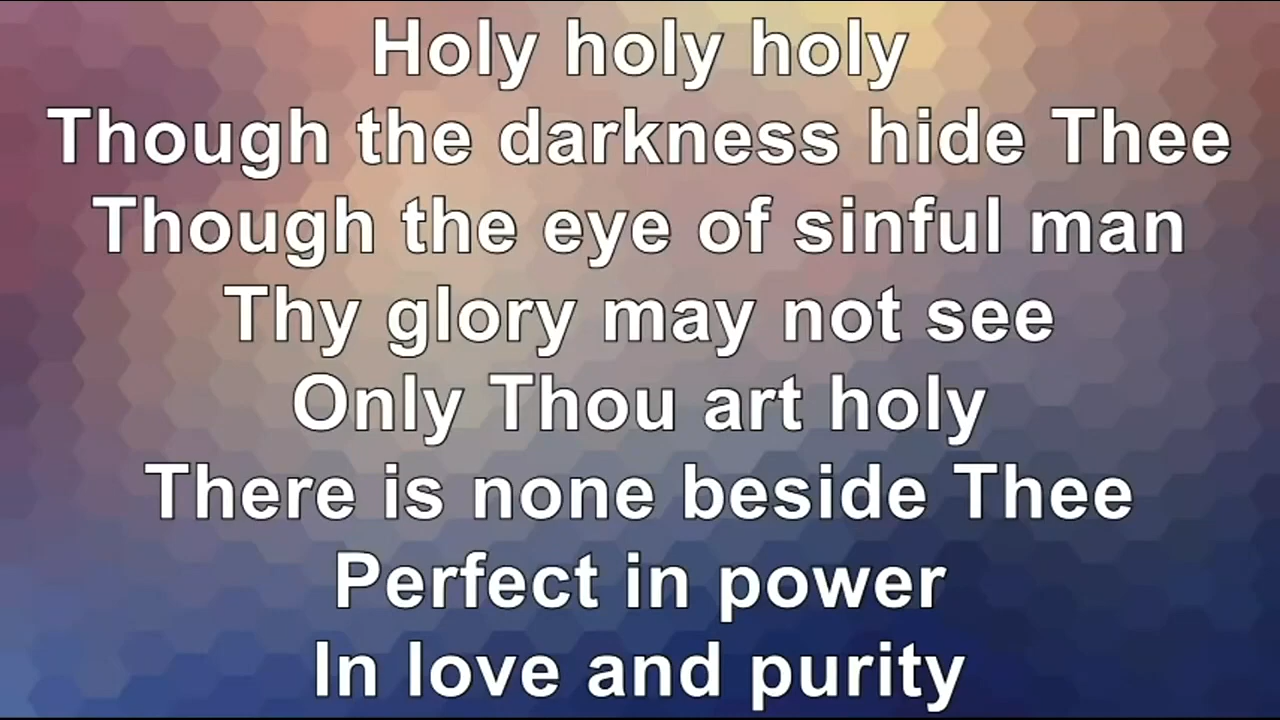 Holy holy holy
Though the darkness hide Thee
Though the eye of sinful man
Thy glory may not see
Only Thou art holy
There is none beside Thee
Perfect in power
In love and purity